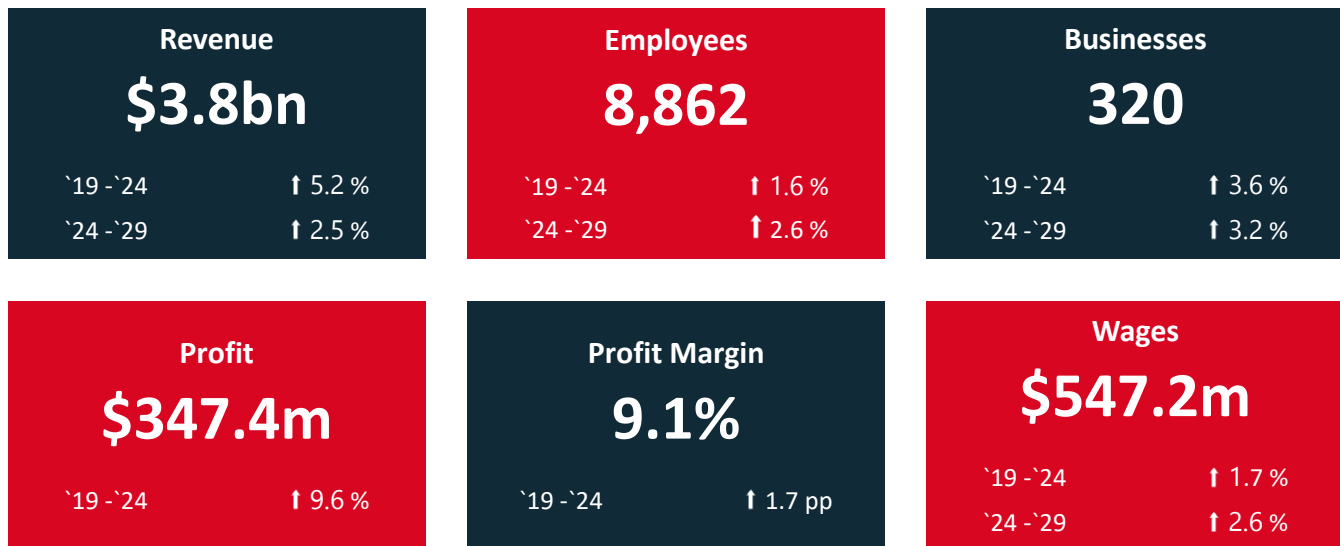 Revenue
$3.8bn
`19 -`24 ⬆ 5.2 %
`24 -`29 ⬆ 2.5 %
Employees
8,862
`19 -`24 ⬆ 1.6 %
`24 -`29 ⬆ 2.6 %
Businesses
320
`19 -`24 ⬆ 3.6 %
`24 -`29 ⬆ 3.2 %
Profit
$347.4m
`19 -`24 ⬆ 9.6 %
Profit Margin
9.1%
`19 -`24 ⬆ 1.7 pp
Wages
$547.2m
`19 -`24 ⬆ 1.7 %
`24 -`29 ⬆ 2.6 %